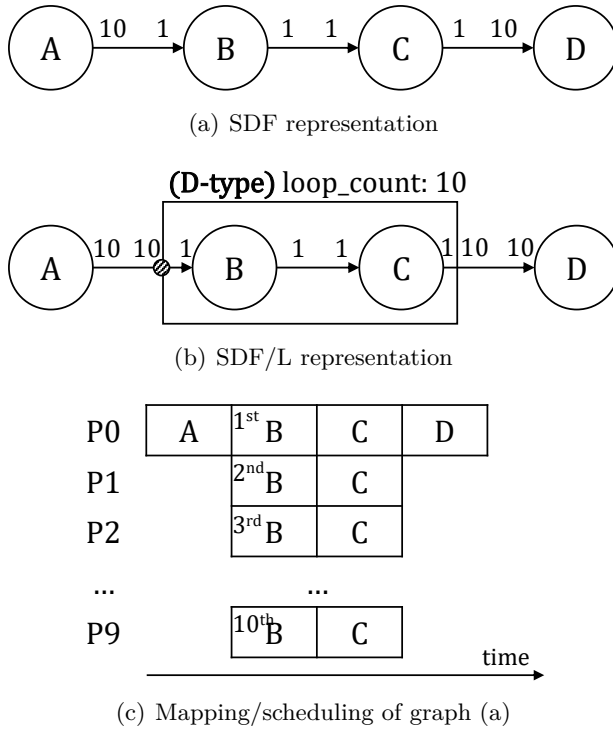 A 10 1 B 1 1 C 1 10 D
(a) SDF representation
(D-type) loop_count: 10
A 10 10 1 B 1 1 C 1 10 10 D
(b) SDF/L representation
P0 A 1st B C D
P1 2nd B C
P2 3rd B C
... ...
P9 10th B C
time
(c) Mapping/scheduling of graph (a)